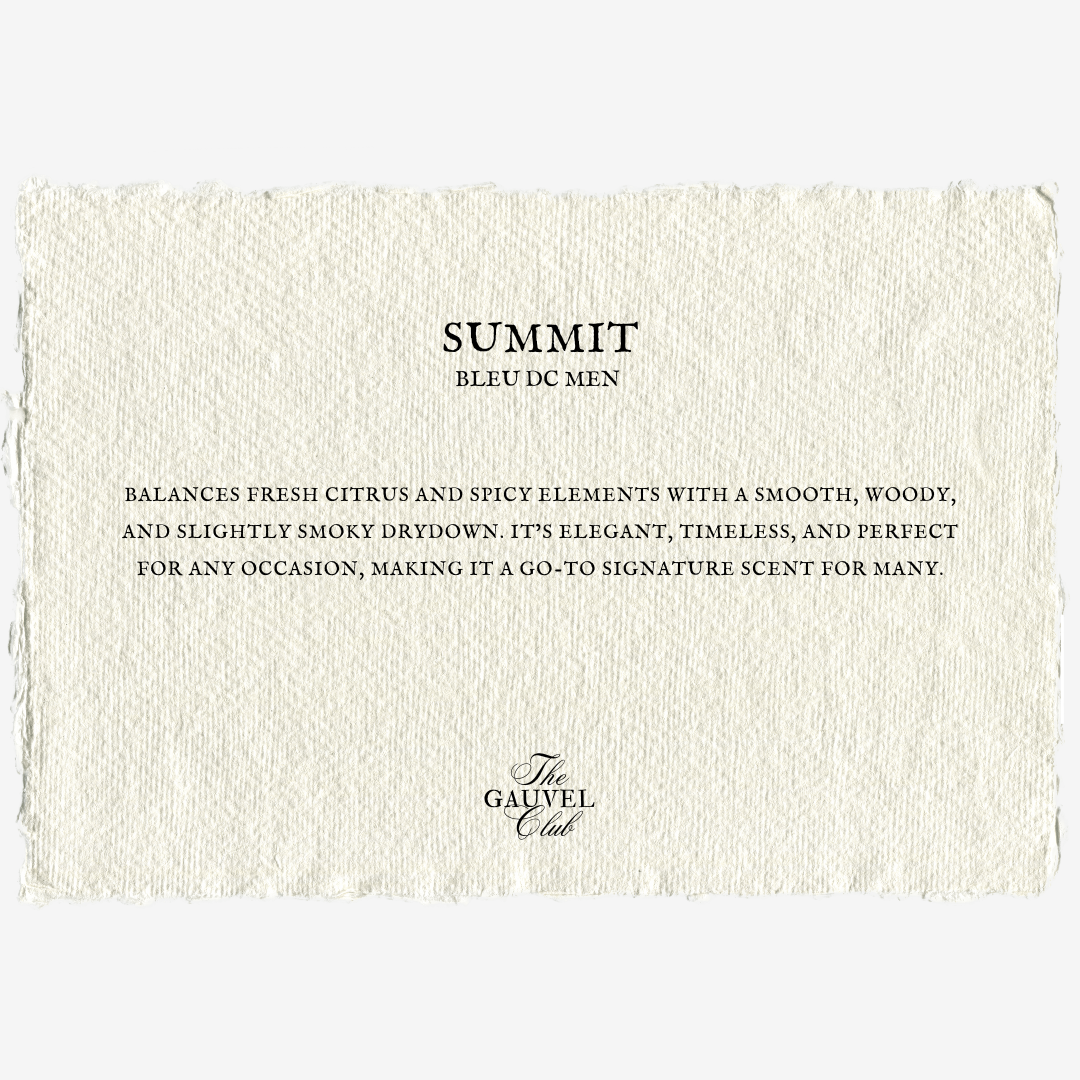 SUMMIT
BLEU DC MEN
BALANCES FRESH CITRUS AND SPICY ELEMENTS WITH A SMOOTH, WOODY,
AND SLIGHTLY SMOKY DRYDOWN. IT'S ELEGANT, TIMELESS, AND PERFECT
FOR ANY OCCASION, MAKING IT A GO-TO SIGNATURE SCENT FOR MANY.
The
GAUVEL
Club